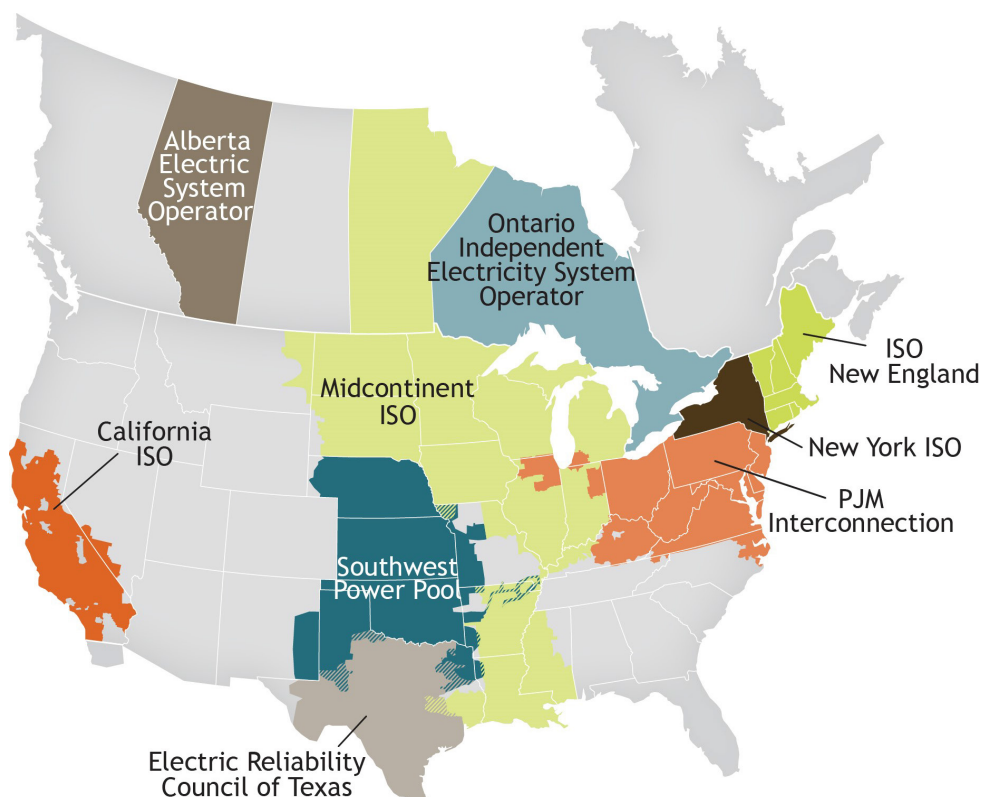 Alberta
Electric
System
Operator
Ontario
Independent
Electricity System
Operator
ISO
New England
Midcontinent
ISO
California
ISO
New York ISO
PJM
Interconnection
Southwest
Power Pool
Electric Reliability
Council of Texas